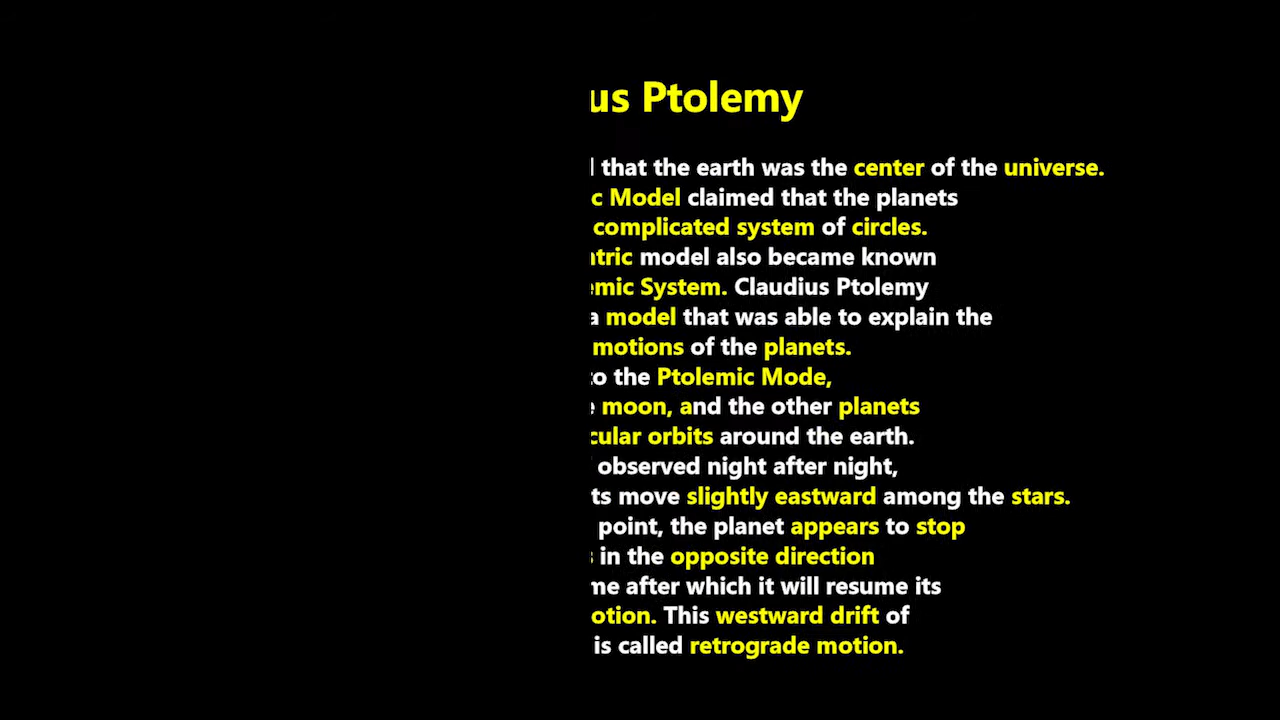 us Ptolemy
that the earth was the center of the universe.
c Model claimed that the planets
complicated system of circles.
ntric model also became known
emic System. Claudius Ptolemy
a model that was able to explain the
motions of the planets.
to the Ptolemic Mode,
e moon, and the other planets
cular orbits around the earth.
observed night after night,
ts move slightly eastward among the stars.
point, the planet appears to stop
s in the opposite direction
me after which it will resume its
otion. This westward drift of
is called retrograde motion.